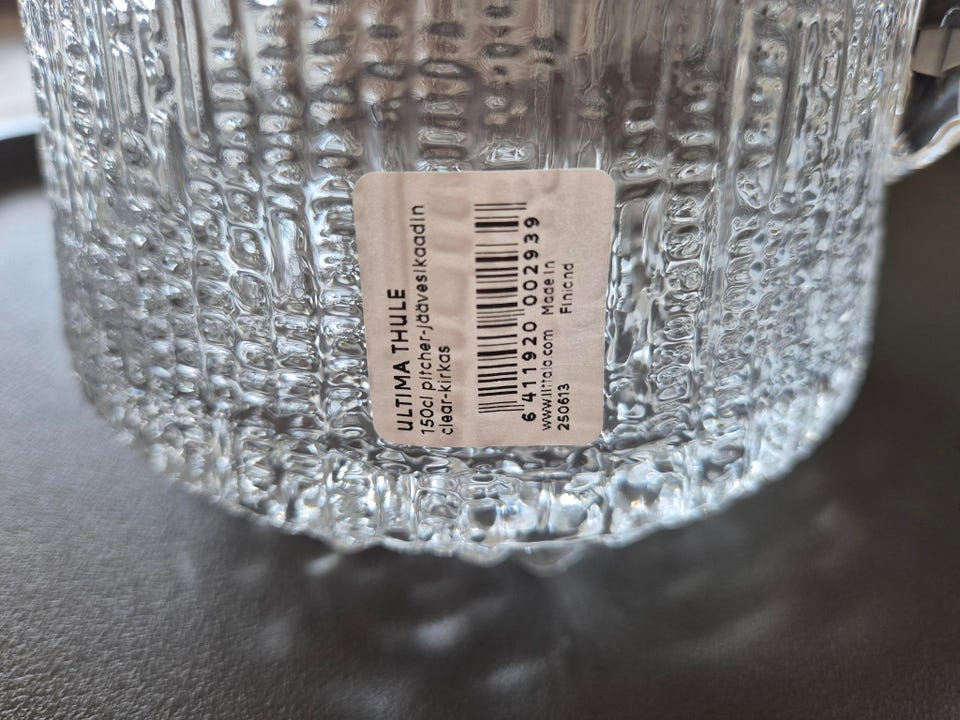 ULTIMA THULE
150cl pitcher-jäävesikaadin
clear-kirkas
6 411920 002939
www.iittala.com Made in
250613 Finland